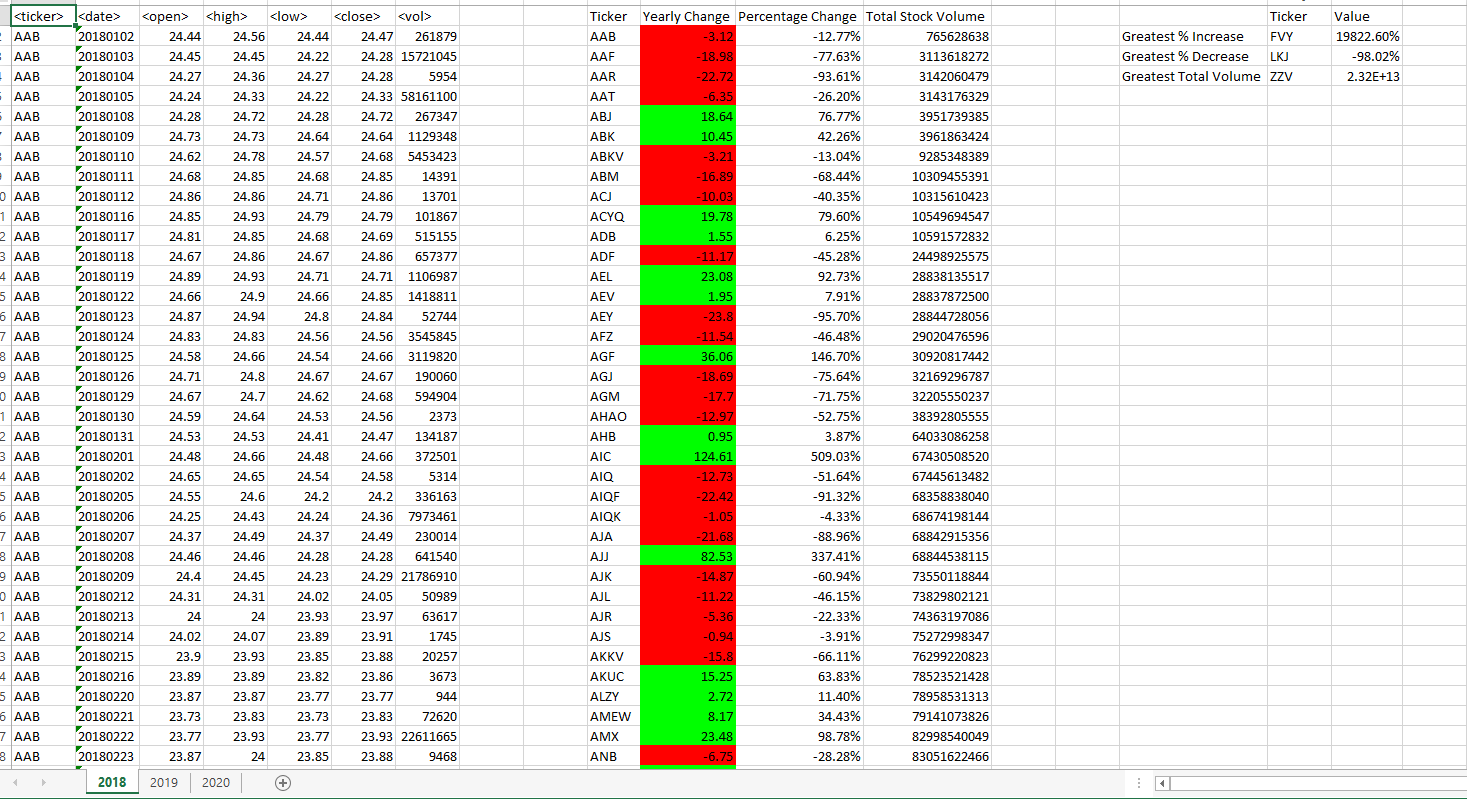 <ticker> <date> <open> <high> <low> <close> <vol> Ticker Yearly Change Percentage Change Total Stock Volume Ticker Value
AAB 20180102 24.44 24.56 24.44 24.47 261879 AAB -3.12 -12.77% 765628638 Greatest % Increase FVY 19822.60%
AAB 20180103 24.45 24.45 24.22 24.28 15721045 AAF -18.98 -77.63% 3113618272 Greatest % Decrease LKJ -98.02%
AAB 20180104 24.27 24.36 24.27 24.28 5954 AAR -22.72 -93.61% 3142060479 Greatest Total Volume ZZV 2.32E+13
AAB 20180105 24.24 24.33 24.22 24.33 58161100 AAT -6.35 -26.20% 3143176329
AAB 20180108 24.28 24.72 24.28 24.72 267347 ABJ 18.64 76.77% 3951739385
AAB 20180109 24.73 24.73 24.64 24.64 1129348 ABK 10.45 42.26% 3961863424
AAB 20180110 24.62 24.78 24.57 24.68 5453423 ABKV -3.21 -13.04% 9285348389
AAB 20180111 24.68 24.85 24.68 24.85 14391 ABM -16.89 -68.44% 10309455391
AAB 20180112 24.86 24.86 24.71 24.86 13701 ACJ -10.03 -40.35% 10315610423
AAB 20180116 24.85 24.93 24.79 24.79 101867 ACYQ 19.78 79.60% 10549694547
AAB 20180117 24.81 24.85 24.68 24.69 515155 ADB 1.55 6.25% 10591572832
AAB 20180118 24.67 24.86 24.67 24.86 657377 ADF -11.17 -45.28% 24498925575
AAB 20180119 24.89 24.93 24.71 24.71 1106987 AEL 23.08 92.73% 28838135517
AAB 20180122 24.66 24.9 24.66 24.85 1418811 AEV 1.95 7.91% 28837872500
AAB 20180123 24.87 24.94 24.8 24.84 52744 AEY -23.8 -95.70% 28844728056
AAB 20180124 24.83 24.83 24.56 24.56 3545845 AFZ -11.54 -46.48% 29020476596
AAB 20180125 24.58 24.66 24.54 24.66 3119820 AGF 36.06 146.70% 30920817442
AAB 20180126 24.71 24.8 24.67 24.67 190060 AGJ -18.69 -75.64% 32169296787
AAB 20180129 24.67 24.7 24.62 24.68 594904 AGM -17.7 -71.75% 32205550237
AAB 20180130 24.59 24.64 24.53 24.56 2373 AHAO -12.97 -52.75% 38392805555
AAB 20180131 24.53 24.53 24.41 24.47 134187 AHB 0.95 3.87% 64033086258
AAB 20180201 24.48 24.66 24.48 24.66 372501 AIC 124.61 509.03% 67430508520
AAB 20180202 24.65 24.65 24.54 24.58 5314 AIQ -12.73 -51.64% 67445613482
AAB 20180205 24.55 24.6 24.2 24.2 336163 AIQF -22.42 -91.32% 68358838040
AAB 20180206 24.25 24.43 24.24 24.36 7973461 AIQK -1.05 -4.33% 68674198144
AAB 20180207 24.37 24.49 24.37 24.49 230014 AJA -21.68 -88.96% 68842915356
AAB 20180208 24.46 24.46 24.28 24.28 641540 AJJ 82.53 337.41% 68844538115
AAB 20180209 24.4 24.45 24.23 24.29 21786910 AJK -14.87 -60.94% 73550118844
AAB 20180212 24.31 24.31 24.02 24.05 50989 AJL -11.22 -46.15% 73829802121
AAB 20180213 24 24 23.93 23.97 63617 AJR -5.36 -22.33% 74363197086
AAB 20180214 24.02 24.07 23.89 23.91 1745 AJS -0.94 -3.91% 75272998347
AAB 20180215 23.9 23.93 23.85 23.88 20257 AKKV -15.8 -66.11% 76299220823
AAB 20180216 23.89 23.89 23.82 23.86 3673 AKUC 15.25 63.83% 78523521428
AAB 20180220 23.87 23.87 23.77 23.77 944 ALZY 2.72 11.40% 78958531313
AAB 20180221 23.73 23.83 23.73 23.83 72620 AMEW 8.17 34.43% 79141073826
AAB 20180222 23.77 23.93 23.77 23.93 22611665 AMX 23.48 98.78% 82998540049
AAB 20180223 23.87 24 23.85 23.88 9468 ANB -6.75 -28.28% 83051622466
2018 2019 2020